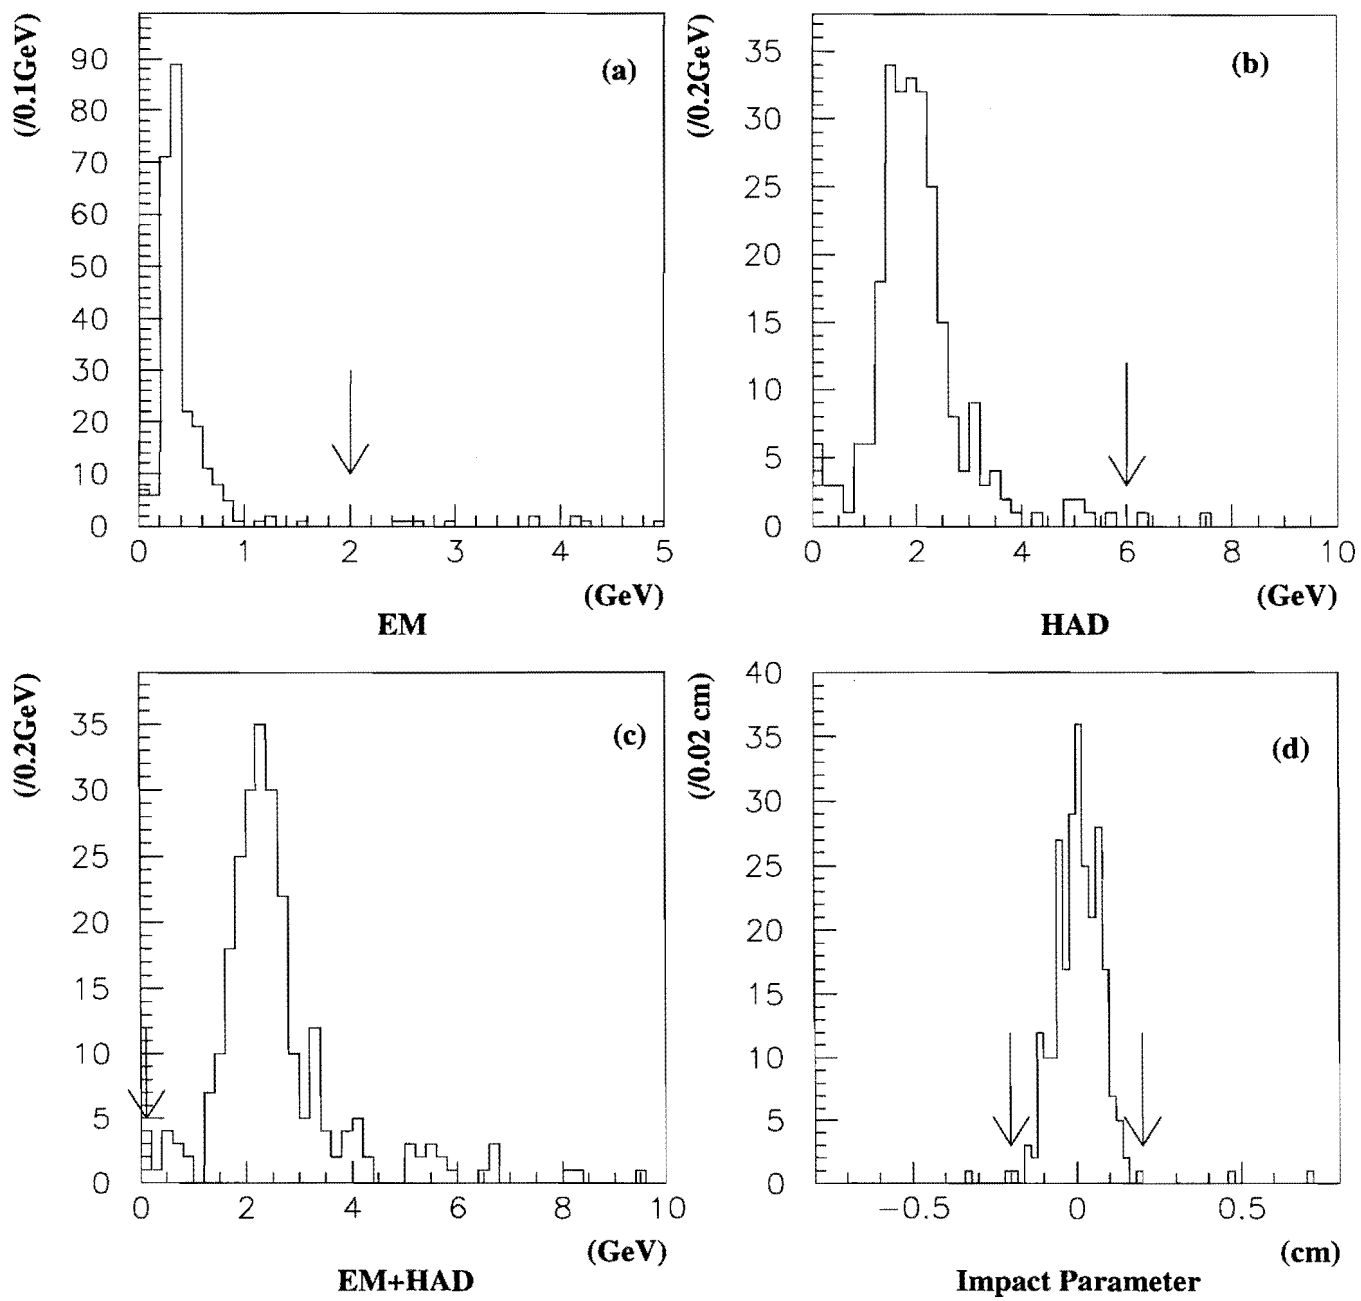 (/0.1GeV)
(a)
90
80
70
60
50
40
30
20
10
0
0 1 2 3 4 5
(GeV)
EM
(/0.2GeV)
(b)
35
30
25
20
15
10
5
0
0 2 4 6 8 10
(GeV)
HAD
(/0.2GeV)
(c)
35
30
25
20
15
10
5
0
0 2 4 6 8 10
(GeV)
EM+HAD
(/0.02 cm)
(d)
40
35
30
25
20
15
10
5
0
−0.5 0 0.5
(cm)
Impact Parameter